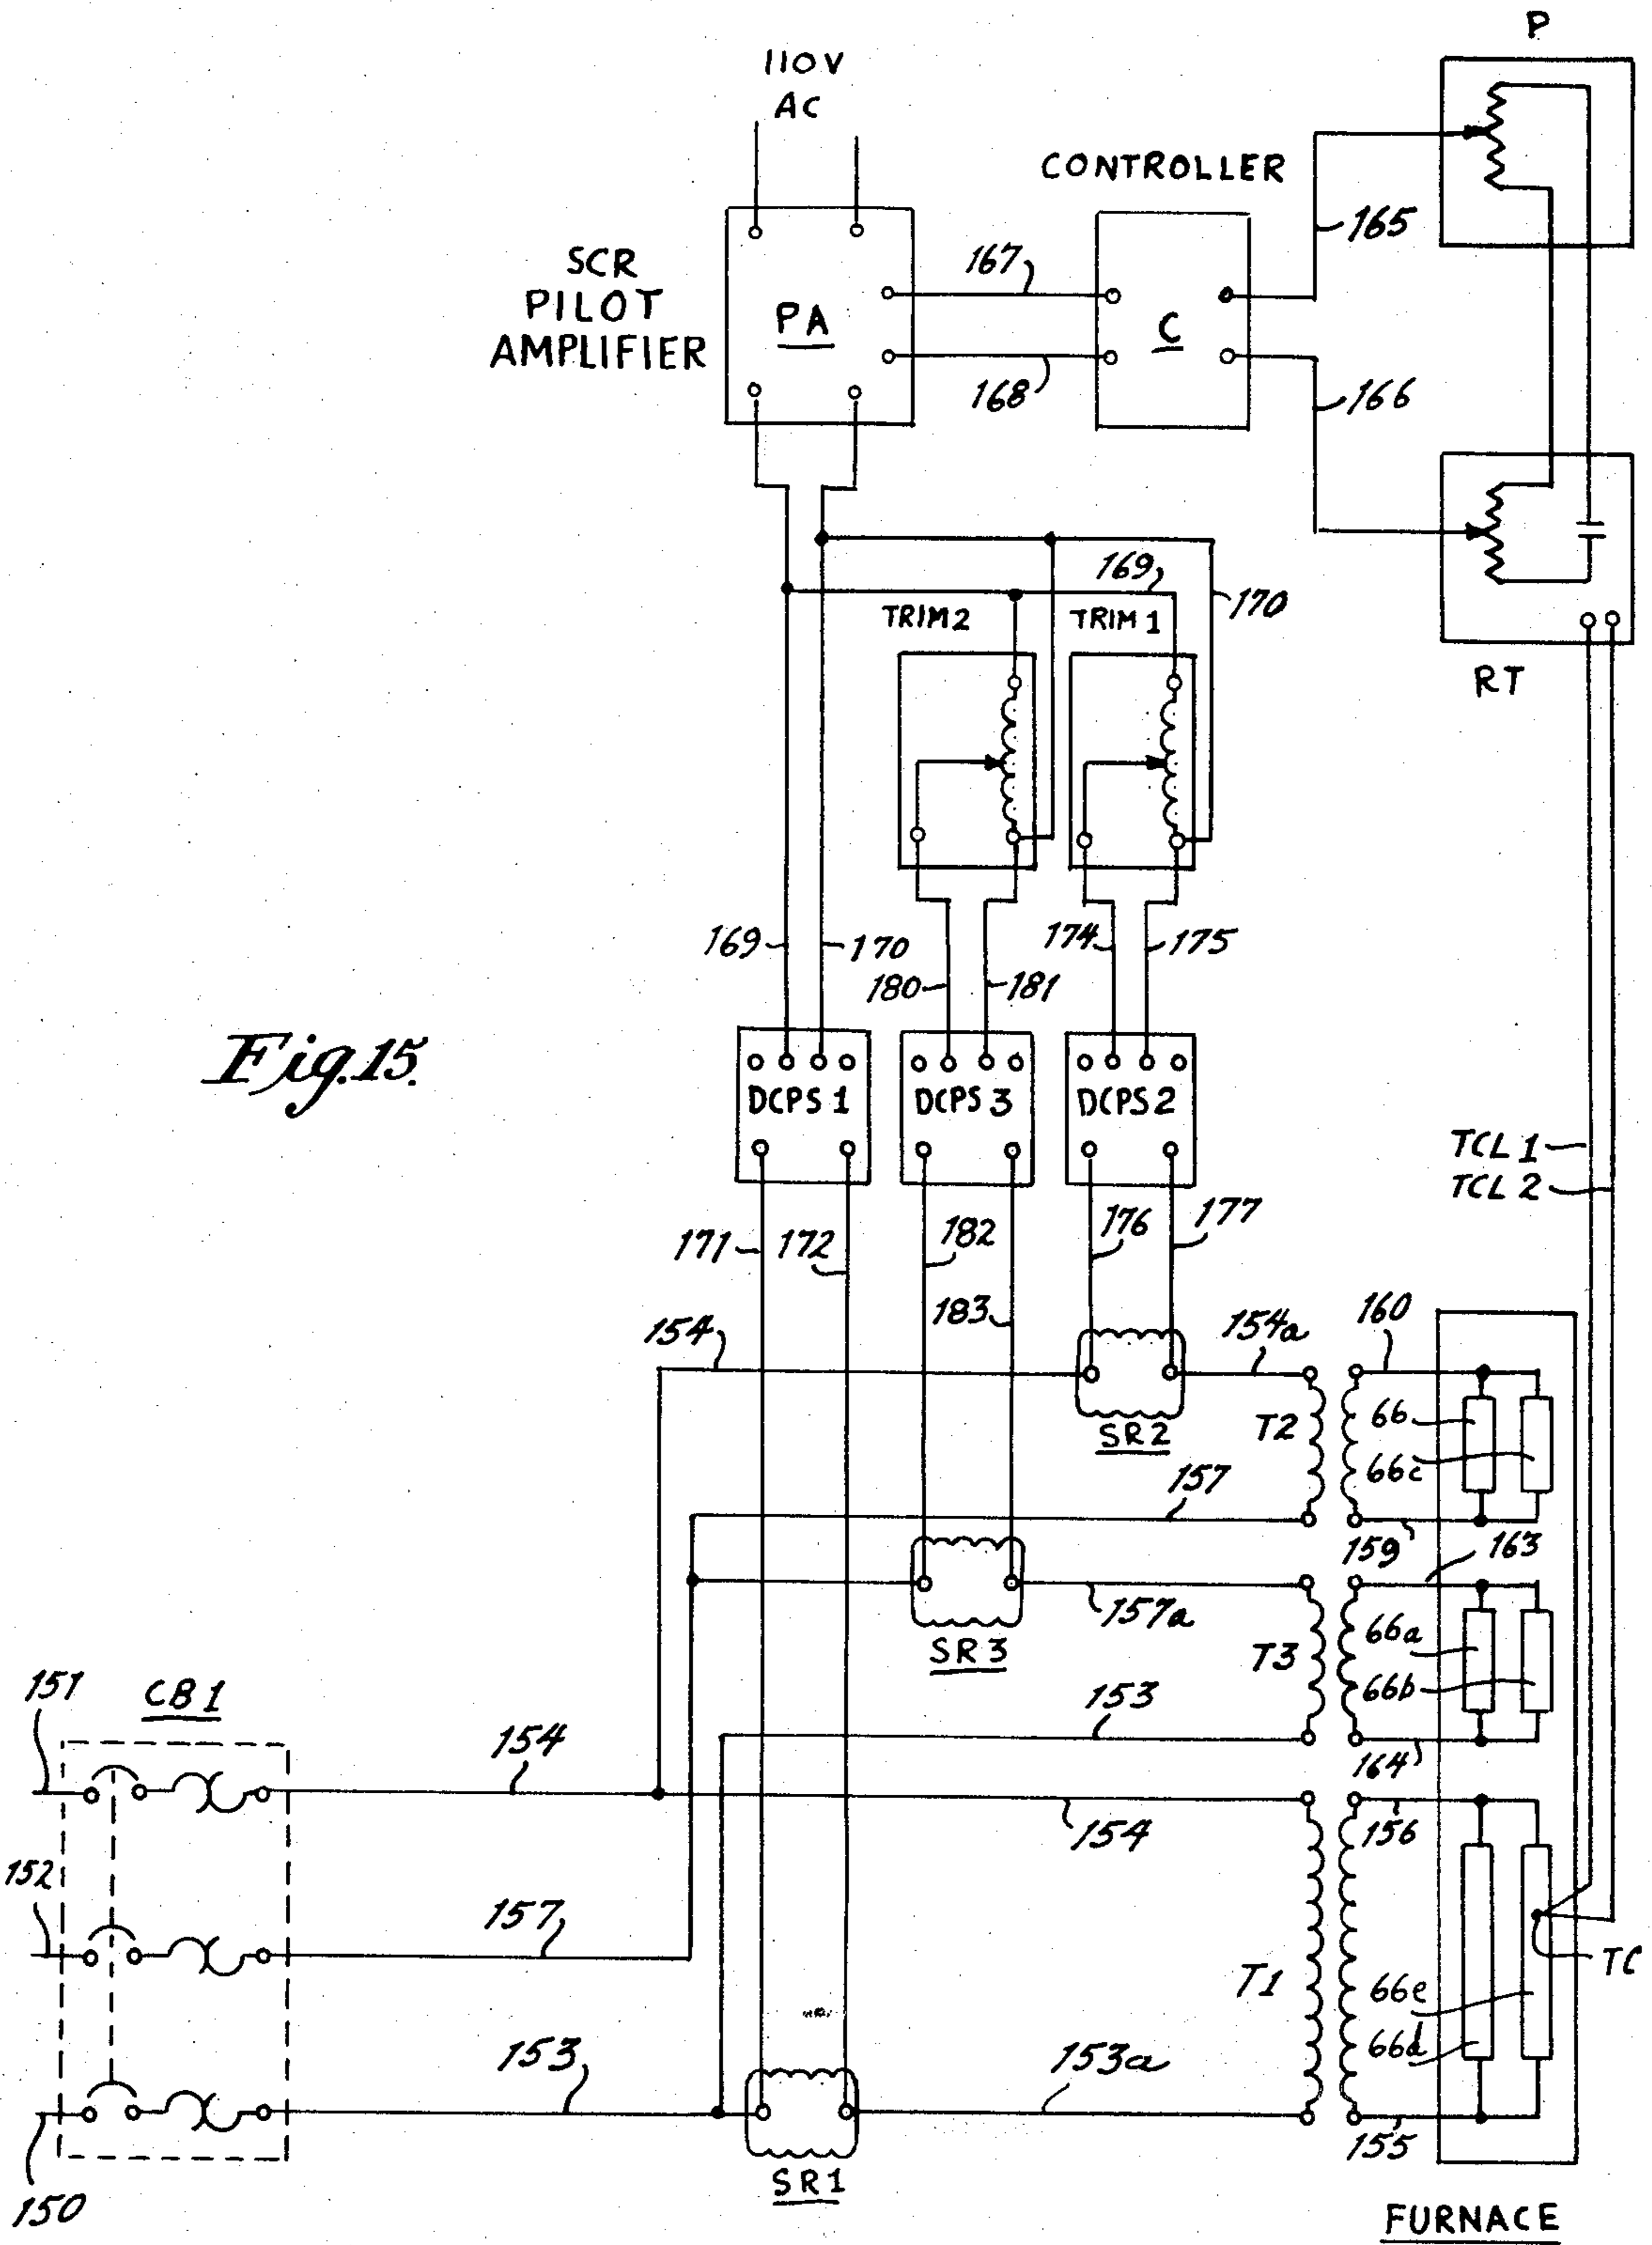 P
110V
AC
CONTROLLER
165
SCR
PILOT
AMPLIFIER
PA
167
168
C
166
169
170
TRIM 2
TRIM 1
RT
169
170
174
175
180
181
Fig.15.
DCPS 1
DCPS 3
DCPS 2
TCL 1
TCL 2
171
172
182
176
177
183
154
154a
160
SR2
T2
66
66c
157
159
163
SR3
157a
T3
66a
66b
151
CB1
154
153
164
154
156
152
157
T1
66e
66d
TC
153
153a
155
150
SR1
FURNACE